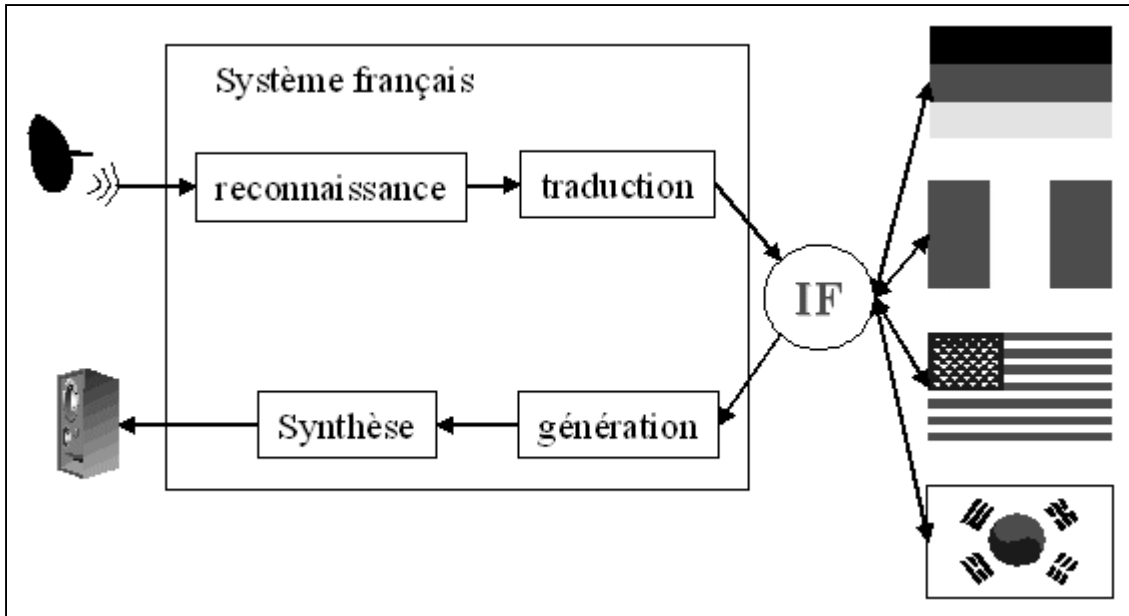 Système français
reconnaissance
traduction
IF
Synthèse
génération